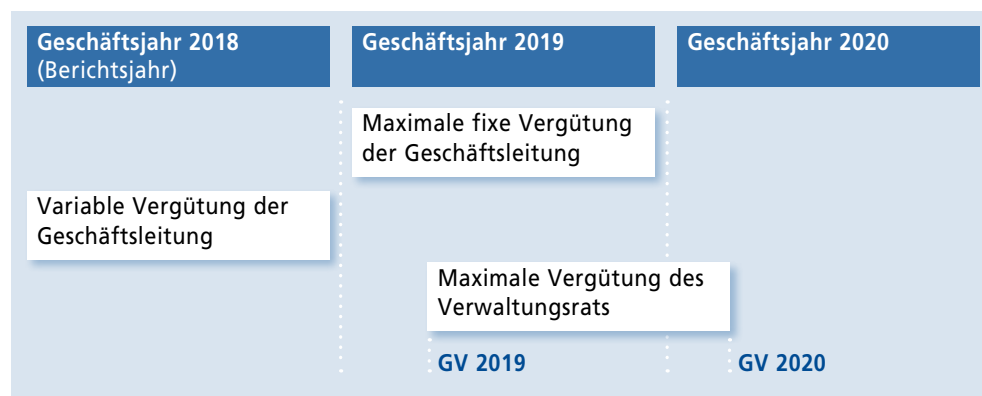 Geschäftsjahr 2018
(Berichtsjahr)
Geschäftsjahr 2019
Geschäftsjahr 2020
Maximale fixe Vergütung
der Geschäftsleitung
Variable Vergütung der
Geschäftsleitung
Maximale Vergütung des
Verwaltungsrats
GV 2019
GV 2020